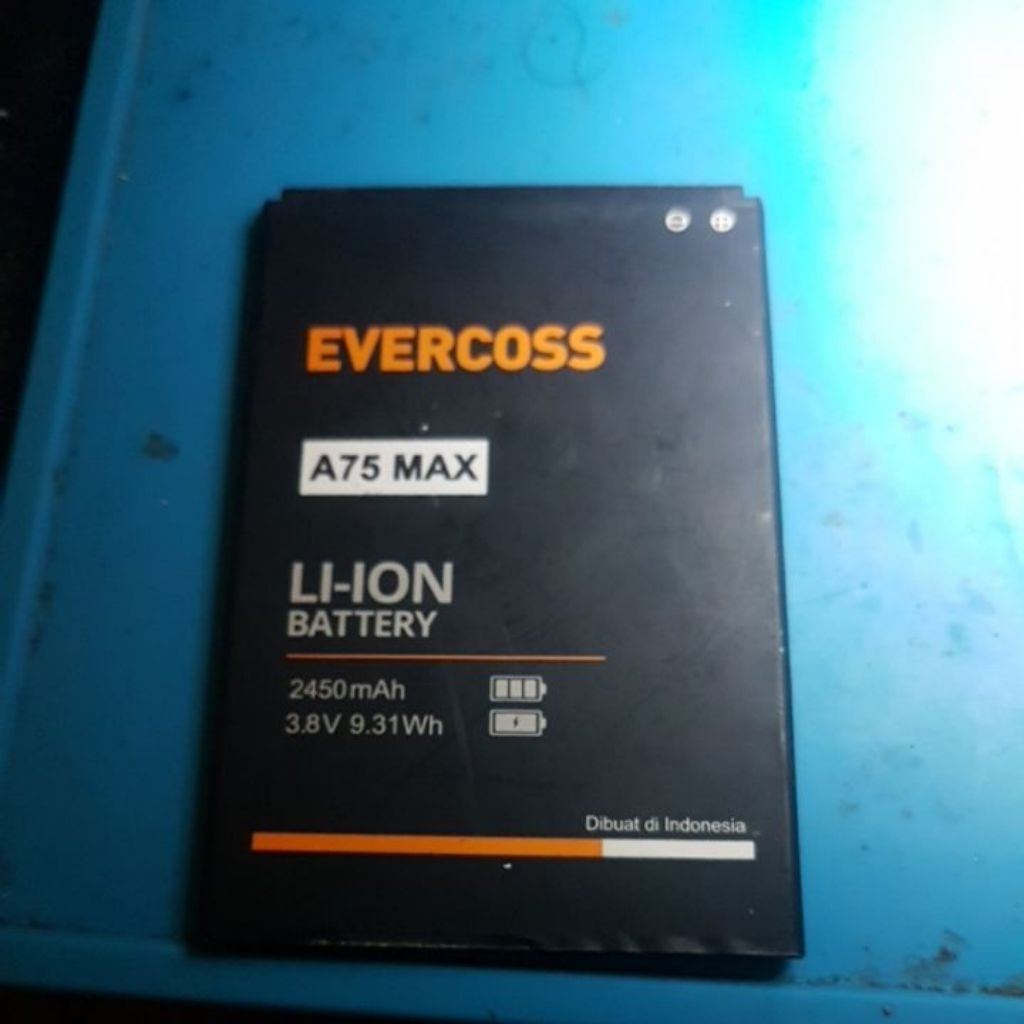 EVERCOSS
A75 MAX
LI-ION
BATTERY
2450mAh
3.8V 9.31Wh
Dibuat di Indonesia